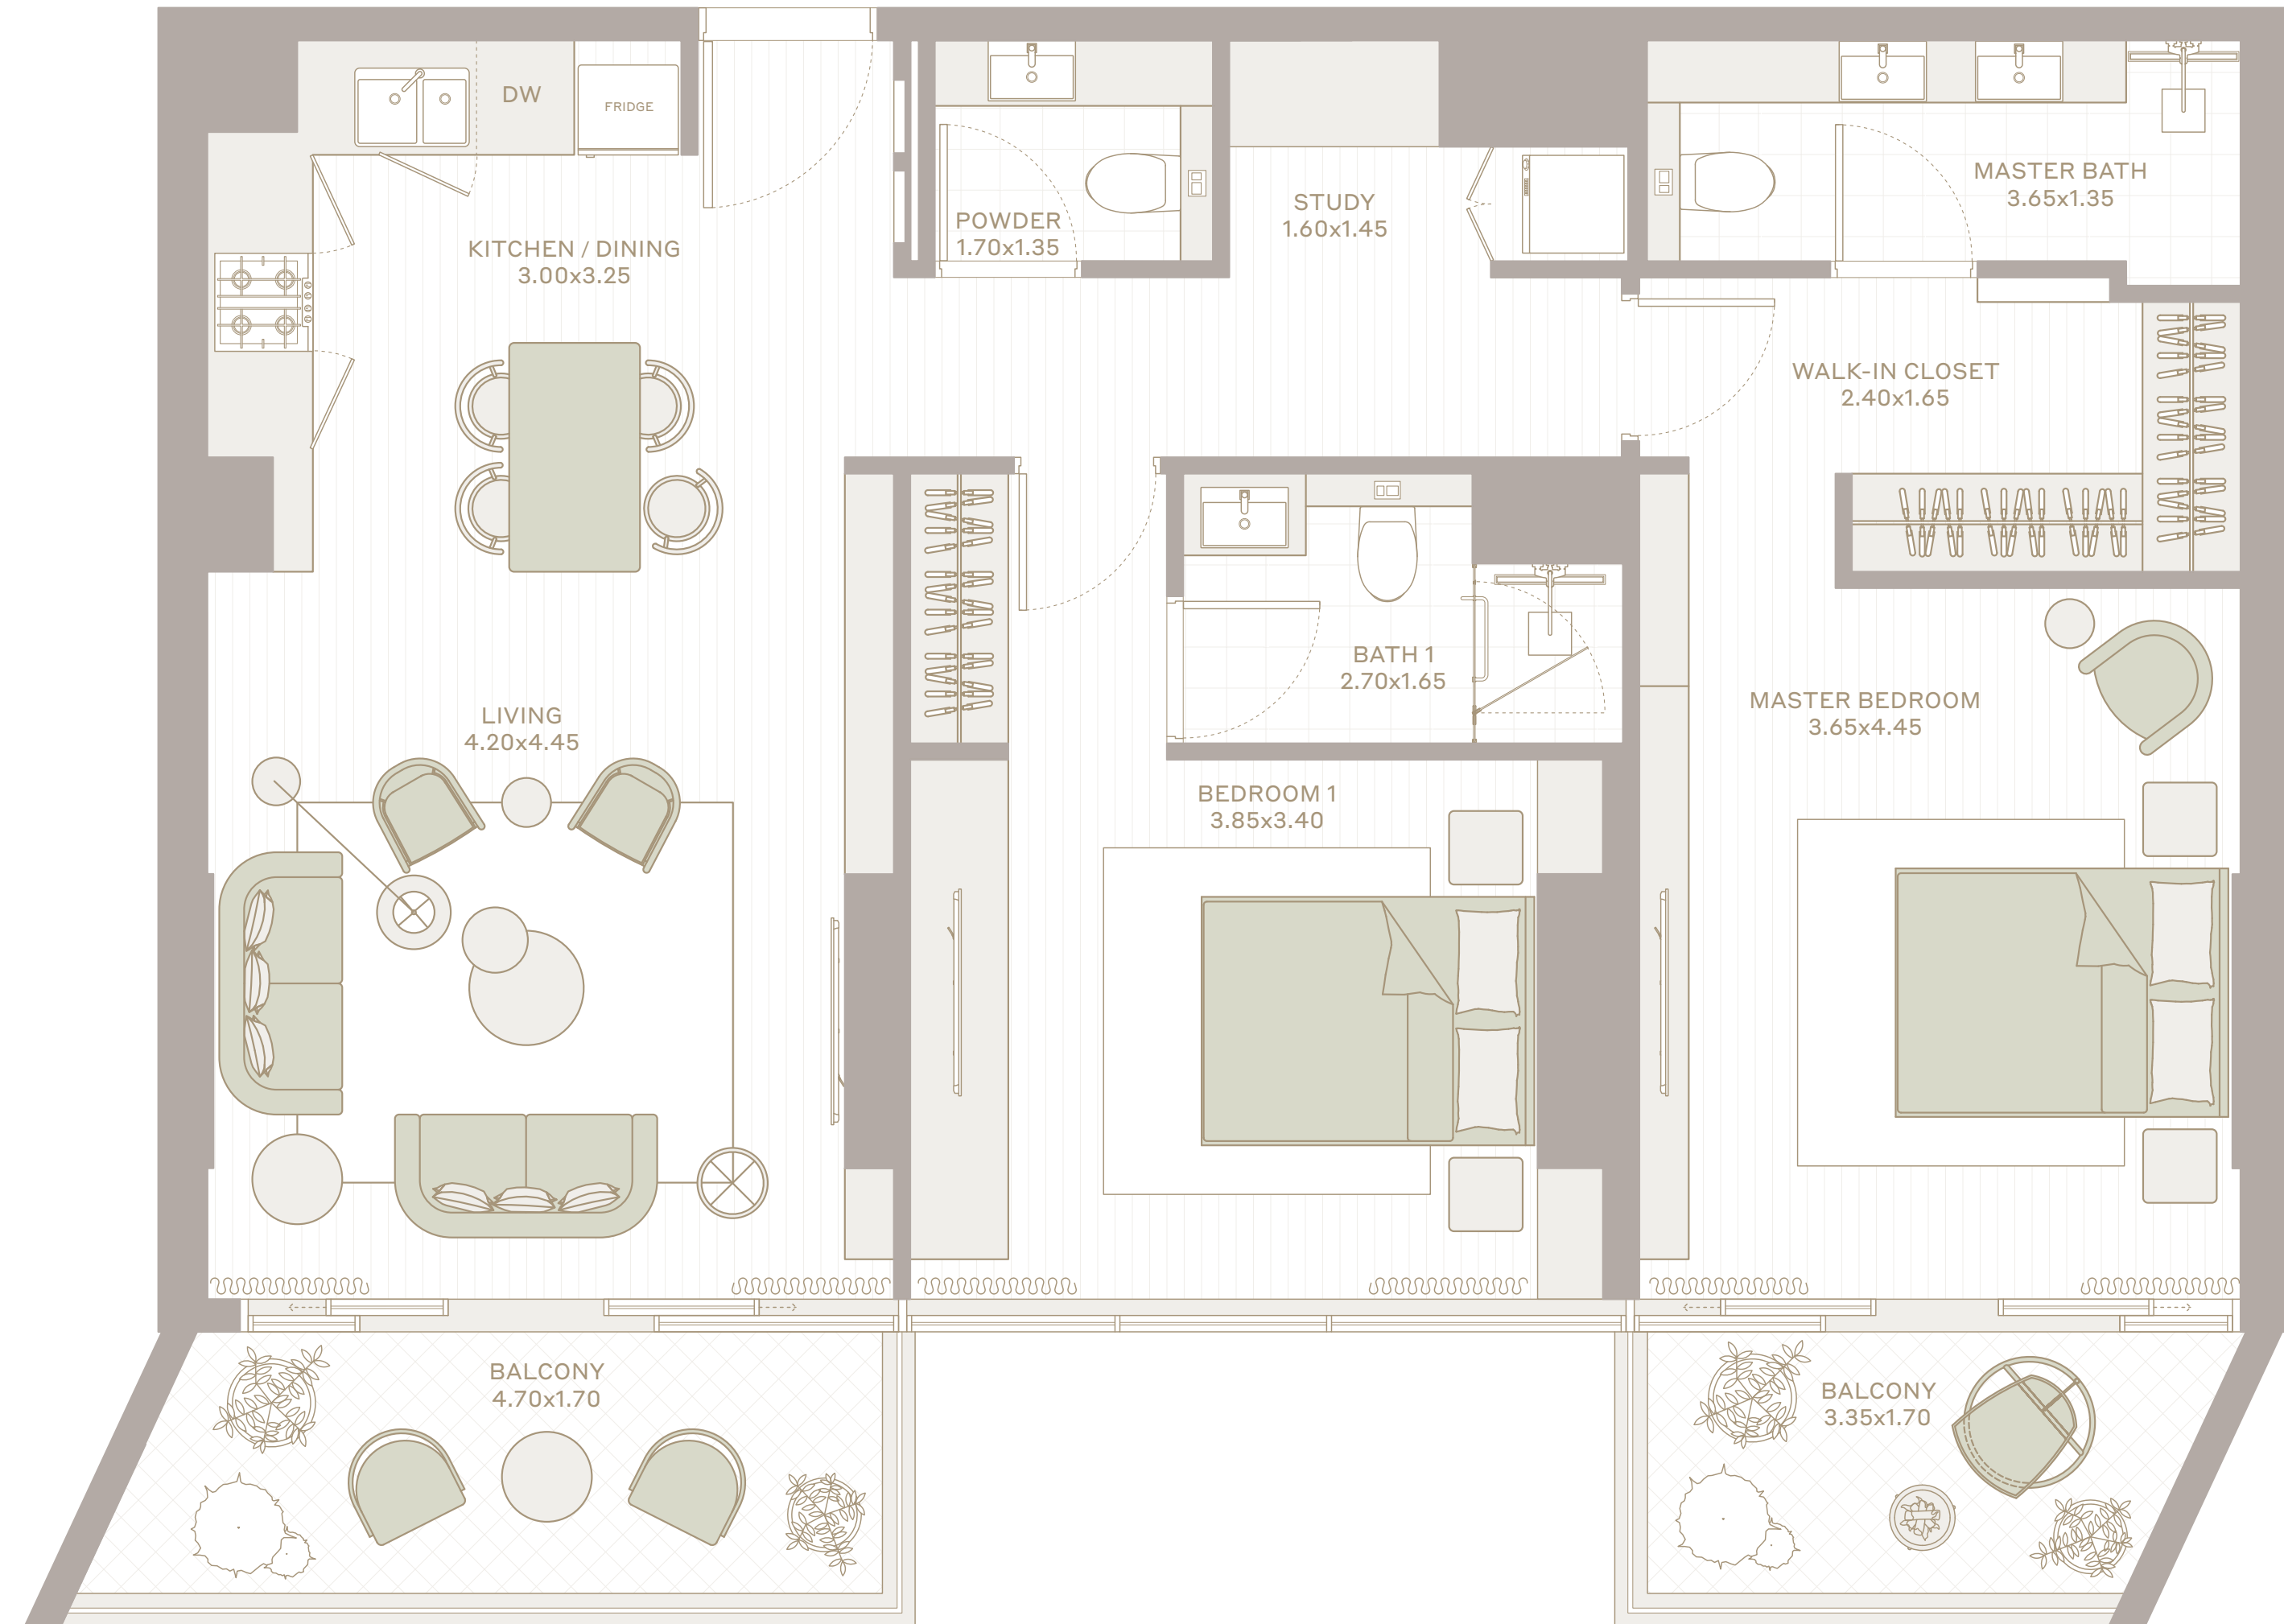 DW
FRIDGE
KITCHEN / DINING
3.00x3.25
POWDER
1.70x1.35
STUDY
1.60x1.45
MASTER BATH
3.65x1.35
WALK-IN CLOSET
2.40x1.65
LIVING
4.20x4.45
BATH 1
2.70x1.65
MASTER BEDROOM
3.65x4.45
BEDROOM 1
3.85x3.40
BALCONY
4.70x1.70
BALCONY
3.35x1.70